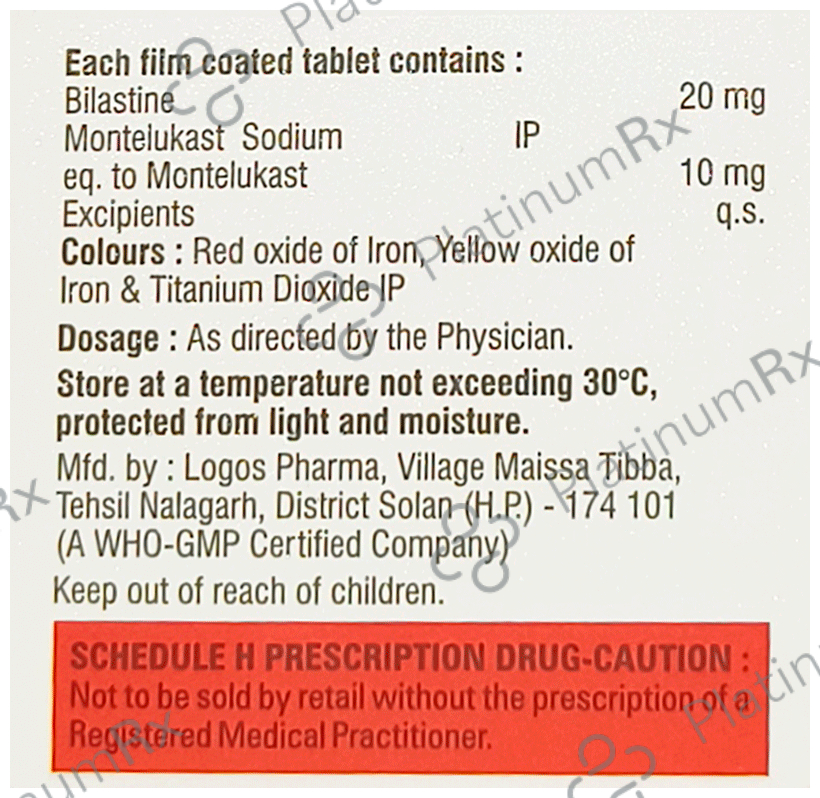 Each film coated tablet contains :
Bilastine 20 mg
Montelukast Sodium IP
eq. to Montelukast 10 mg
Excipients q.s.
Colours : Red oxide of Iron, Yellow oxide of
Iron & Titanium Dioxide IP
Dosage : As directed by the Physician.
Store at a temperature not exceeding 30°C,
protected from light and moisture.
Mfd. by : Logos Pharma, Village Maissa Tibba,
Tehsil Nalagarh, District Solan (H.P.) - 174 101
(A WHO-GMP Certified Company)
Keep out of reach of children.
SCHEDULE H PRESCRIPTION DRUG-CAUTION :
Not to be sold by retail without the prescription of a
Registered Medical Practitioner.
PlatinumRx
PlatinumRx